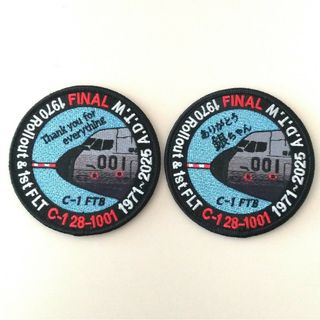 1970 Rollout & 1st FLT FINAL A.D.T.W
Thank you for
everything
001
C-1 FTB
C-1 28-1001 1971~2025
1970 Rollout & 1st FLT FINAL A.D.T.W
ありがとう
銀ちゃん
001
C-1 FTB
C-1 28-1001 1971~2025